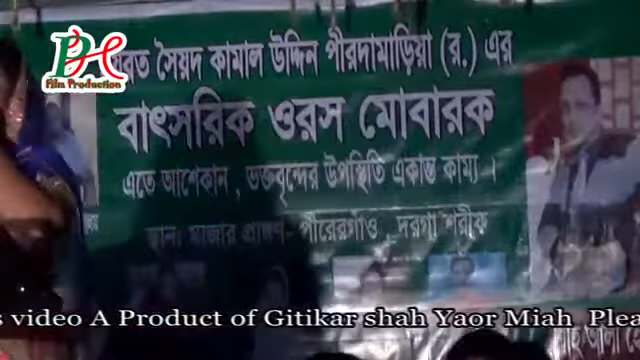 PH
Film Production
সৈয়দ কামাল উদ্দিন পীরদামাড়িয়া (র.) এর
বাৎসরিক ওরস মোবারক
এতে আশেকান, ভক্তবৃন্দের উপস্থিতি একান্ত কাম্য।
স্থান: মাজার প্রাঙ্গণ- পীরেরগাঁও, দরগা শরীফ
s video A Product of Gitikar shah Yaor Miah Plea